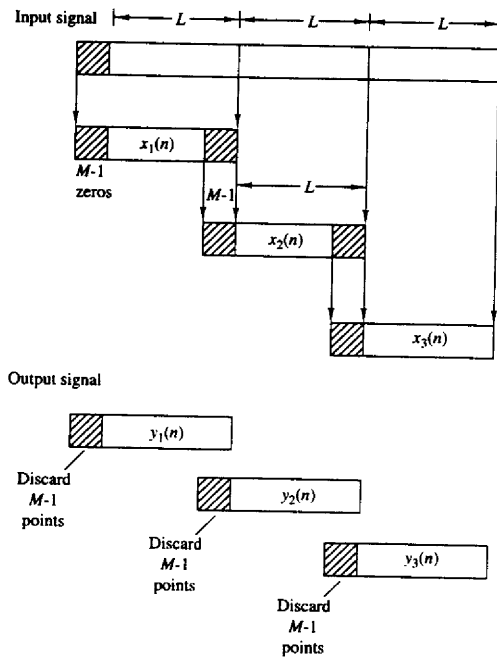 Input signal
L
L
L
x₁(n)
M-1
zeros
M-1
L
x₂(n)
x₃(n)
Output signal
y₁(n)
Discard
M-1
points
y₂(n)
Discard
M-1
points
y₃(n)
Discard
M-1
points